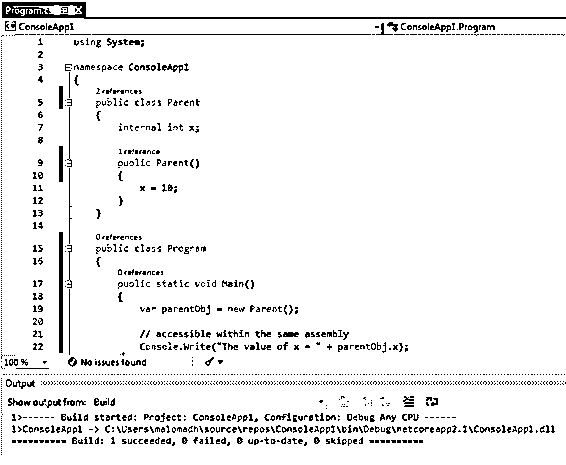 Program.cs
ConsoleApp1 ConsoleApp1.Program
1 using System;
2
3 namespace ConsoleApp1
4 {
2 references
5 public class Parent
6 {
7 internal int x;
8
1 reference
9 public Parent()
10 {
11 x = 10;
12 }
13 }
14
0 references
15 public class Program
16 {
0 references
17 public static void Main()
18 {
19 var parentObj = new Parent();
20
21 // accessible within the same assembly
22 Console.Write("The value of x = " + parentObj.x);
100 % No issues found
Output
Show output from: Build
1>------ Build started: Project: ConsoleApp1, Configuration: Debug Any CPU ------
1>ConsoleApp1 -> C:\Users\malomadh\source\repos\ConsoleApp1\bin\Debug\netcoreapp2.1\ConsoleApp1.dll
========== Build: 1 succeeded, 0 failed, 0 up-to-date, 0 skipped ==========